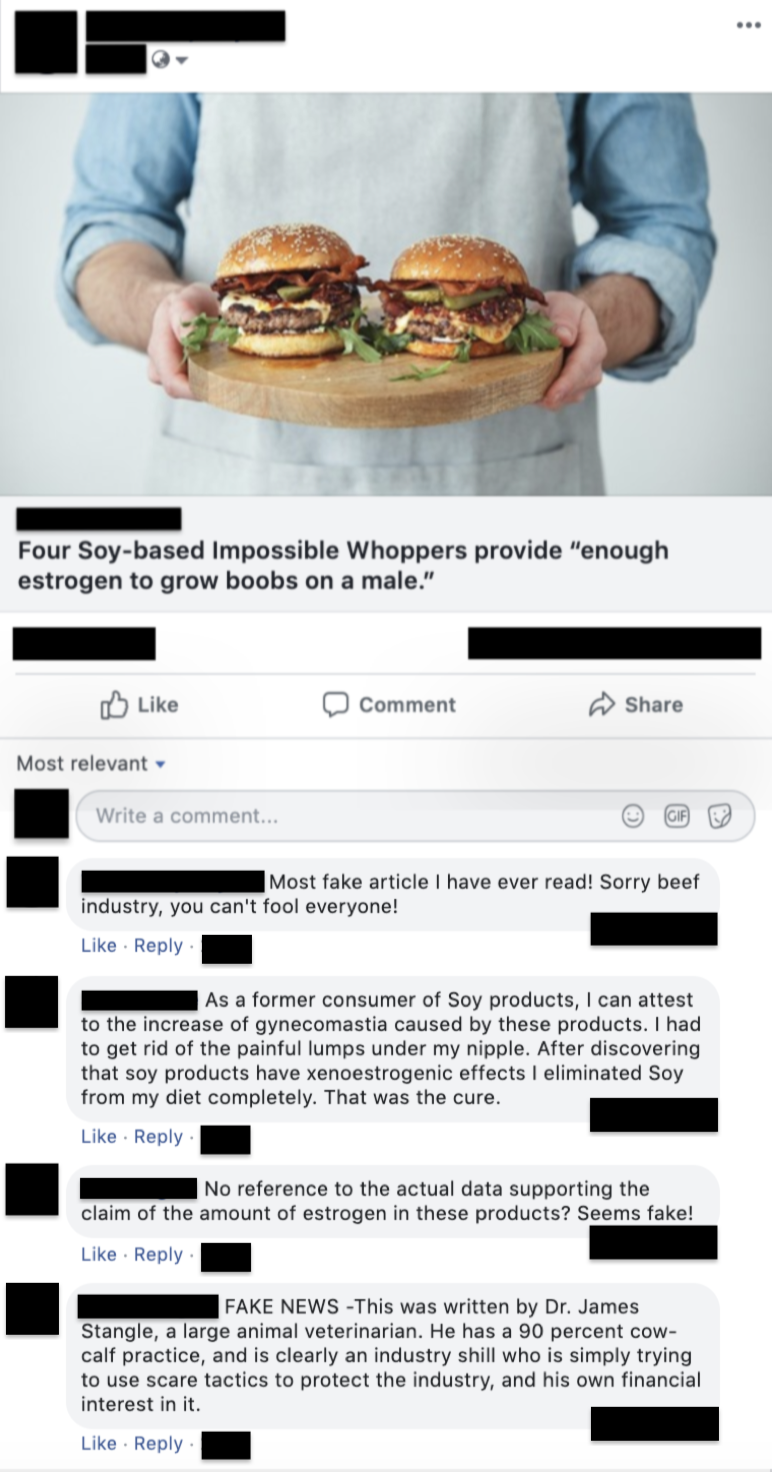 Four Soy-based Impossible Whoppers provide “enough
estrogen to grow boobs on a male.”
Like
Comment
Share
Most relevant
Write a comment...
GIF
Most fake article I have ever read! Sorry beef
industry, you can't fool everyone!
Like · Reply ·
As a former consumer of Soy products, I can attest
to the increase of gynecomastia caused by these products. I had
to get rid of the painful lumps under my nipple. After discovering
that soy products have xenoestrogenic effects I eliminated Soy
from my diet completely. That was the cure.
Like · Reply ·
No reference to the actual data supporting the
claim of the amount of estrogen in these products? Seems fake!
Like · Reply ·
FAKE NEWS -This was written by Dr. James
Stangle, a large animal veterinarian. He has a 90 percent cow-
calf practice, and is clearly an industry shill who is simply trying
to use scare tactics to protect the industry, and his own financial
interest in it.
Like · Reply ·